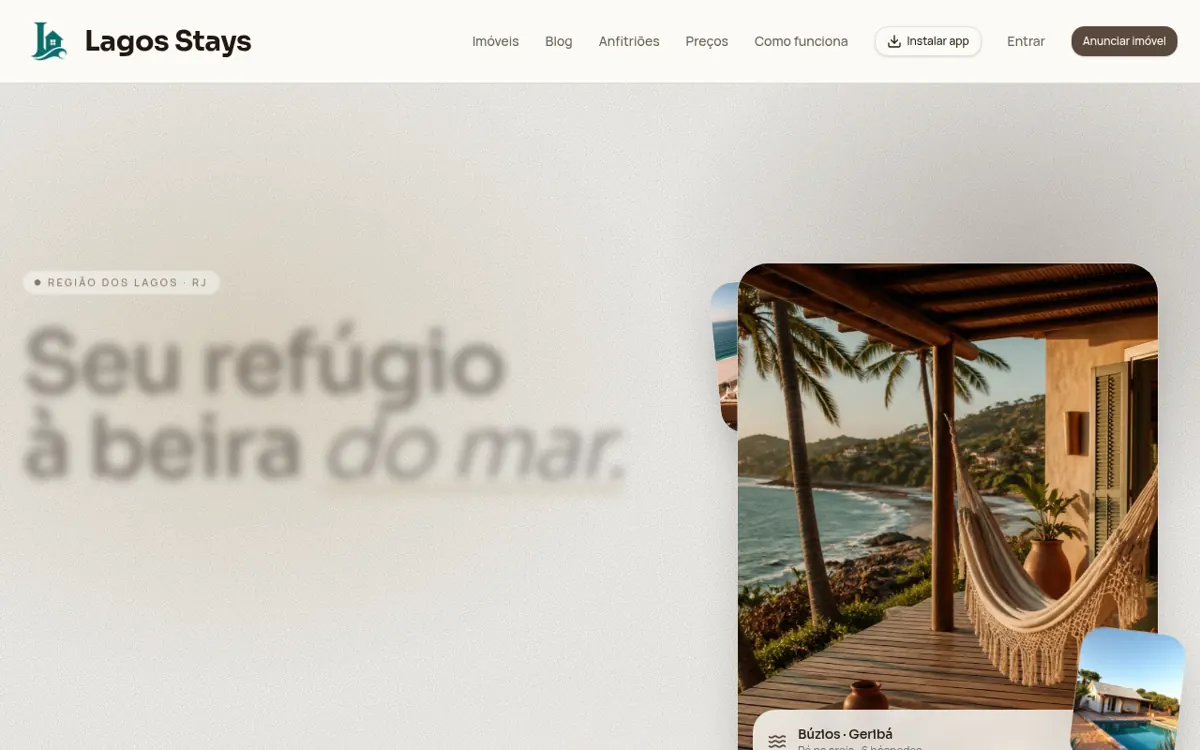 Lagos Stays
Imóveis
Blog
Anfitriões
Preços
Como funciona
Instalar app
Entrar
Anunciar imóvel
REGIÃO DOS LAGOS · RJ
Seu refúgio
à beira do mar.
Búzios · Geribá